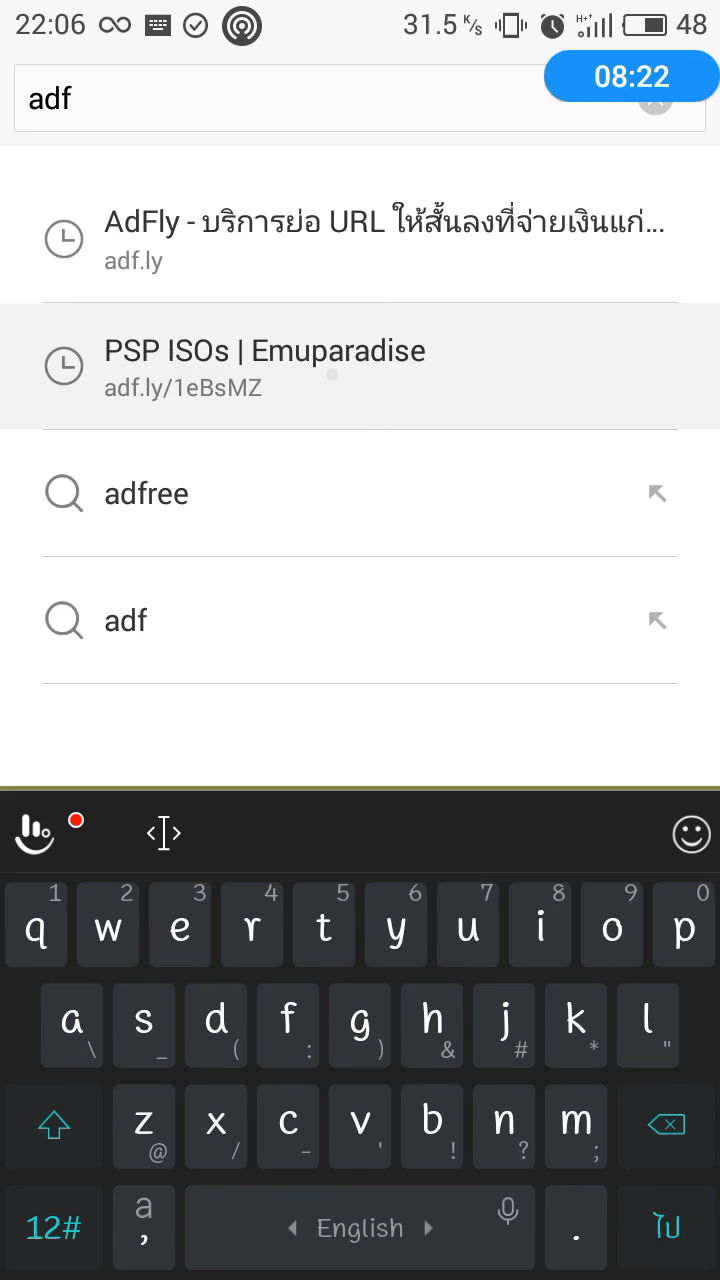 22:06 31.5 K/s H+ 48
08:22
adf
AdFly - บริการย่อ URL ให้สั้นลงที่จ่ายเงินแก่...
adf.ly
PSP ISOs | Emuparadise
adf.ly/1eBsMZ
adfree
adf
1 2 3 4 5 6 7 8 9 0
q w e r t y u i o p
a s d f g h j k l
\ _ ( : ) & # * "
z x c v b n m
@ / - ' ! ? ;
12# a , English . ไป